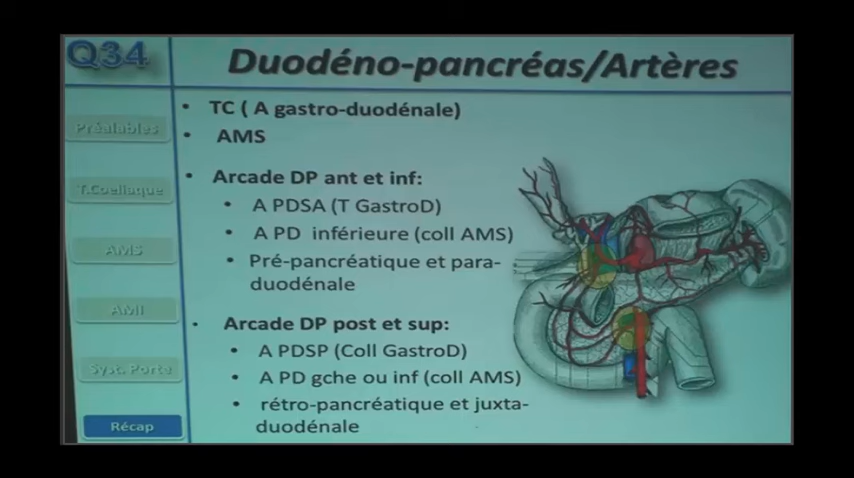 Q34
Duodéno-pancréas/Artères
Préalables
T.Coeliaque
AMS
AMI
Syst. Porte
Récap
• TC ( A gastro-duodénale)
• AMS
• Arcade DP ant et inf:
• A PDSA (T GastroD)
• A PD inférieure (coll AMS)
• Pré-pancréatique et para-
duodénale
• Arcade DP post et sup:
• A PDSP (Coll GastroD)
• A PD gche ou inf (coll AMS)
• rétro-pancréatique et juxta-
duodénale